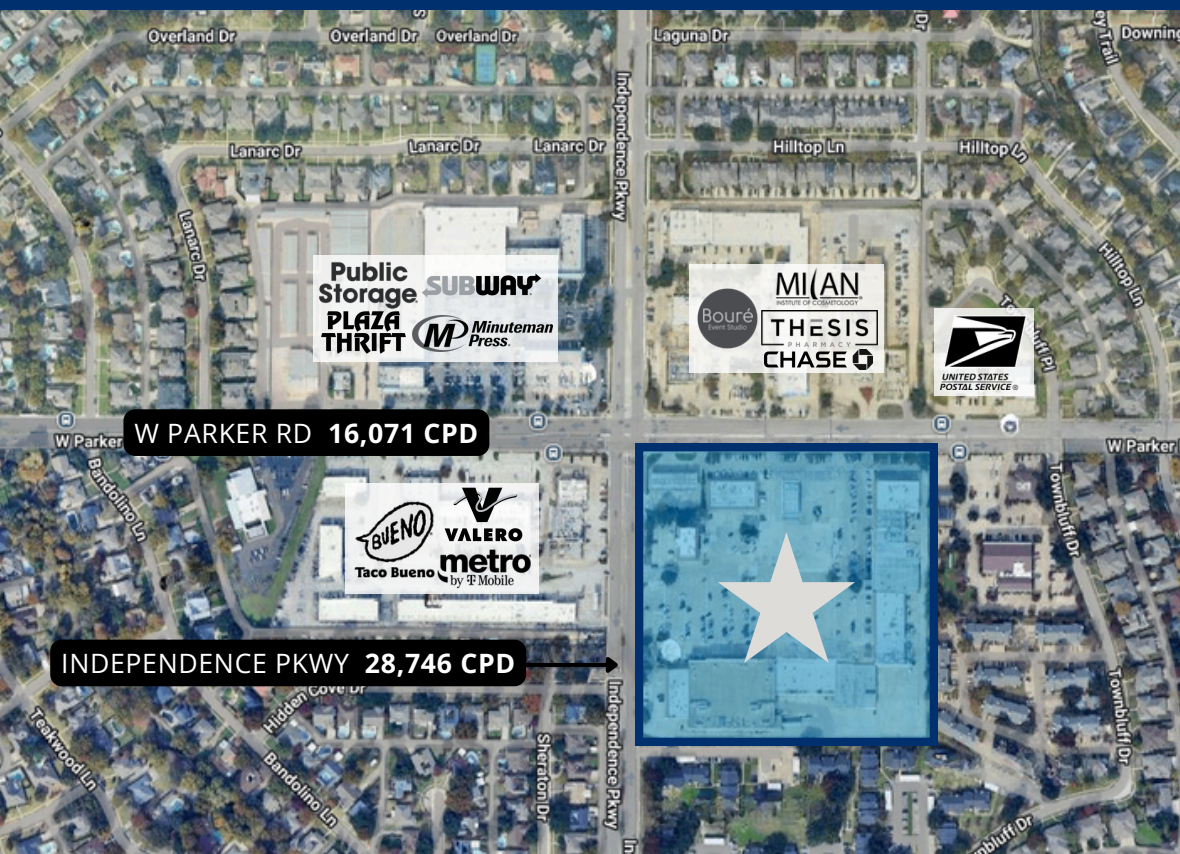 Overland Dr
Overland Dr
Overland Dr
Laguna Dr
Dr
Downing
Independence Pkwy
Lanarc Dr
Lanarc Dr
Lanarc Dr
Hilltop Ln
Hilltop Ln
Lanarc Dr
Hilltop Ln
Public
Storage
SUBWAY
PLAZA
THRIFT
Minuteman
Press.
MP
Bouré
Event Studio
MILAN
INSTITUTE OF COSMETOLOGY
THESIS
PHARMACY
CHASE
UNITED STATES
POSTAL SERVICE®
W Parker
W PARKER RD 16,071 CPD
W Parker
Bandolino Ln
BUENO
Taco Bueno
VALERO
metro
by T Mobile
Townbluff Dr
INDEPENDENCE PKWY 28,746 CPD
Hidden Cove Dr
Independence Pkwy
Townbluff Dr
Teakwood Ln
Bandolino Ln
Sheraton Dr
nbluff Dr
In